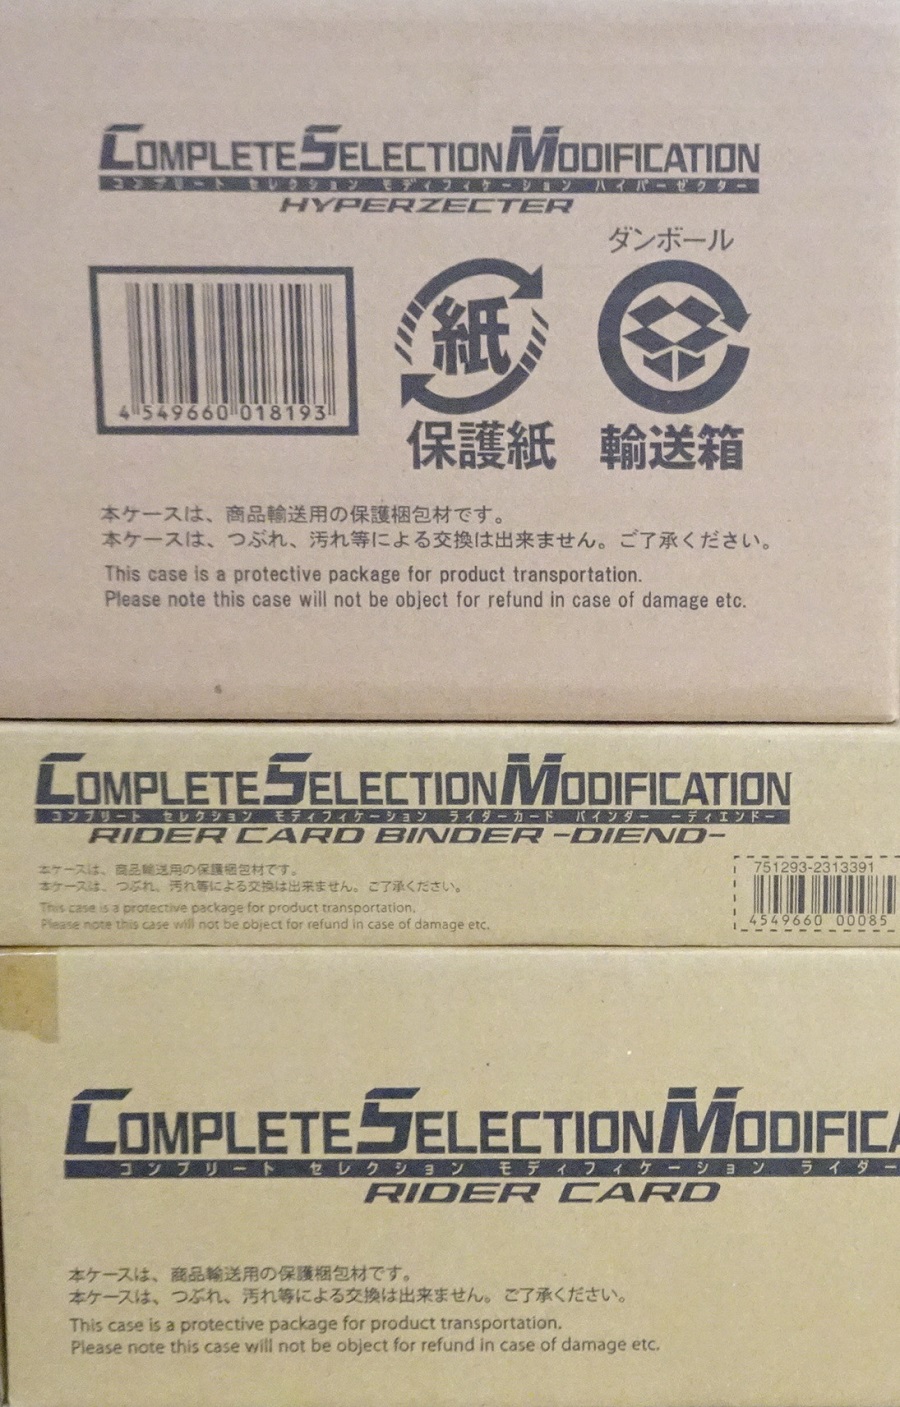 COMPLETE SELECTION MODIFICATION
コンプリート セレクション モディフィケーション ハイパーゼクター
HYPERZECTER
ダンボール
紙
4 549660 018193
保護紙
輸送箱
本ケースは、商品輸送用の保護梱包材です。
本ケースは、つぶれ、汚れ等による交換は出来ません。ご了承ください。
This case is a protective package for product transportation.
Please note this case will not be object for refund in case of damage etc.
COMPLETE SELECTION MODIFICATION
コンプリート セレクション モディフィケーション ライダーカード バインダー －ディエンド－
RIDER CARD BINDER -DIEND-
本ケースは、商品輸送用の保護梱包材です。
本ケースは、つぶれ、汚れ等による交換は出来ません。ご了承ください。
This case is a protective package for product transportation.
Please note this case will not be object for refund in case of damage etc.
751293-2313391
4549660 00085
COMPLETE SELECTION MODIFICA
コンプリート セレクション モディフィケーション ライダー
RIDER CARD
本ケースは、商品輸送用の保護梱包材です。
本ケースは、つぶれ、汚れ等による交換は出来ません。ご了承ください。
This case is a protective package for product transportation.
Please note this case will not be object for refund in case of damage etc.